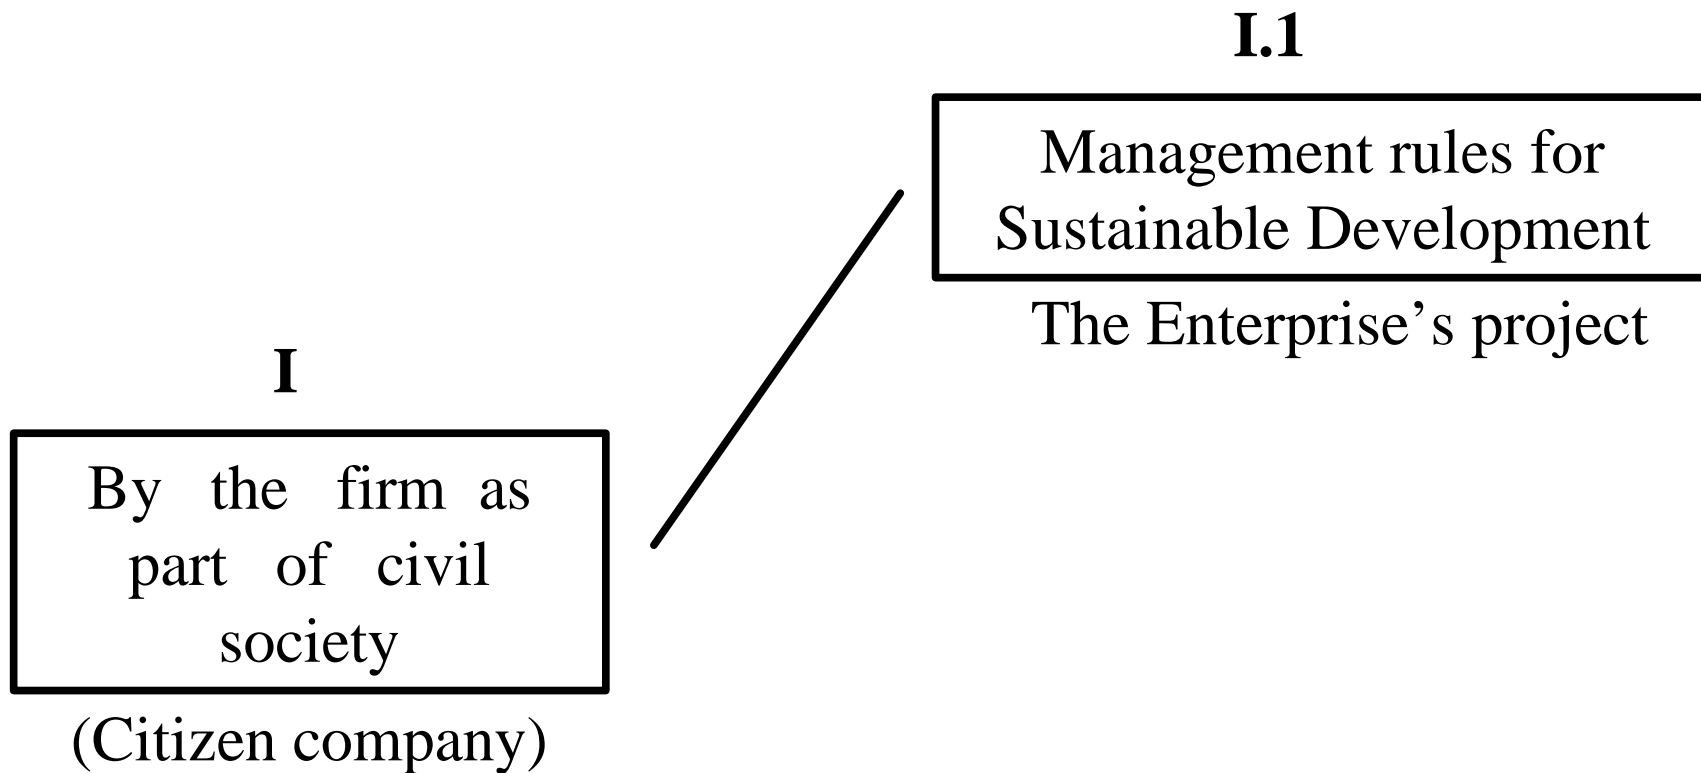 I.1
Management rules for
Sustainable Development
The Enterprise’s project
I
By the firm as
part of civil
society
(Citizen company)